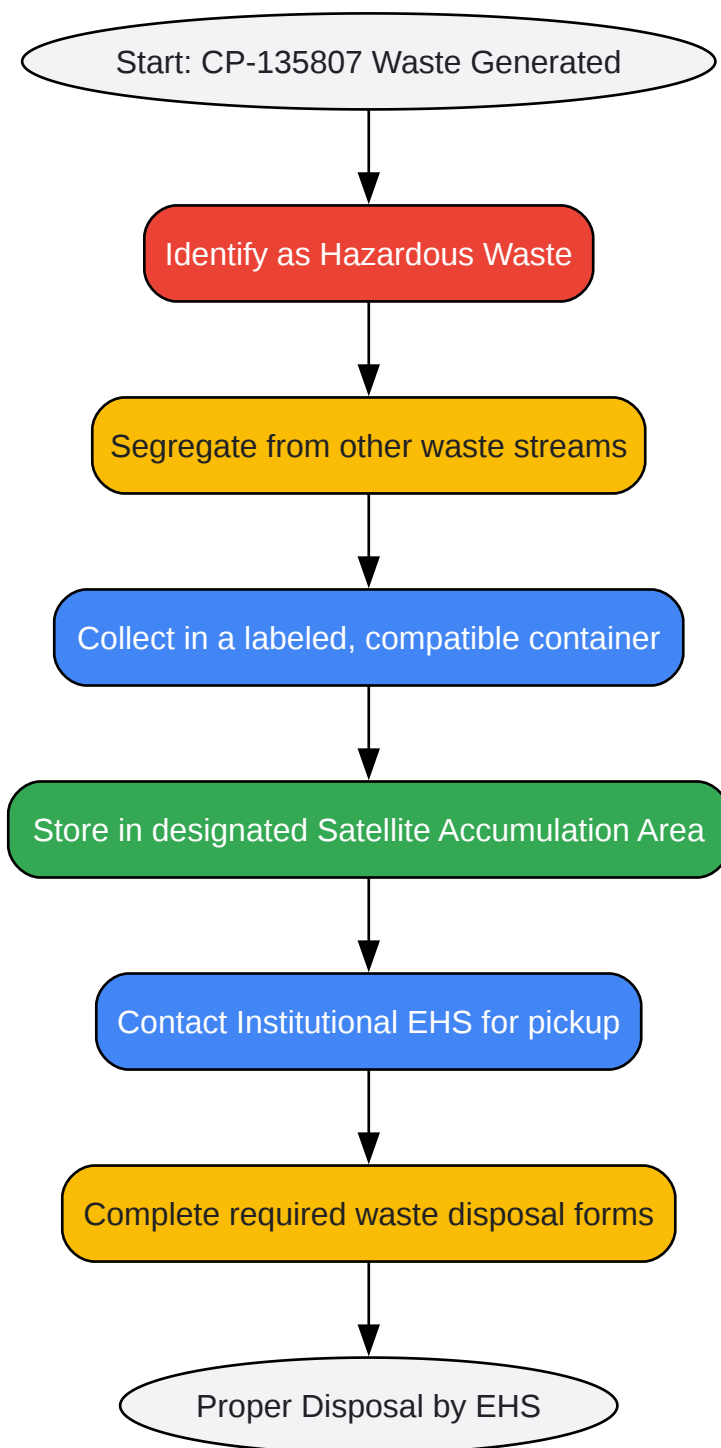 Start: CP-135807 Waste Generated
Identify as Hazardous Waste
Segregate from other waste streams
Collect in a labeled, compatible container
Store in designated Satellite Accumulation Area
Contact Institutional EHS for pickup
Complete required waste disposal forms
Proper Disposal by EHS